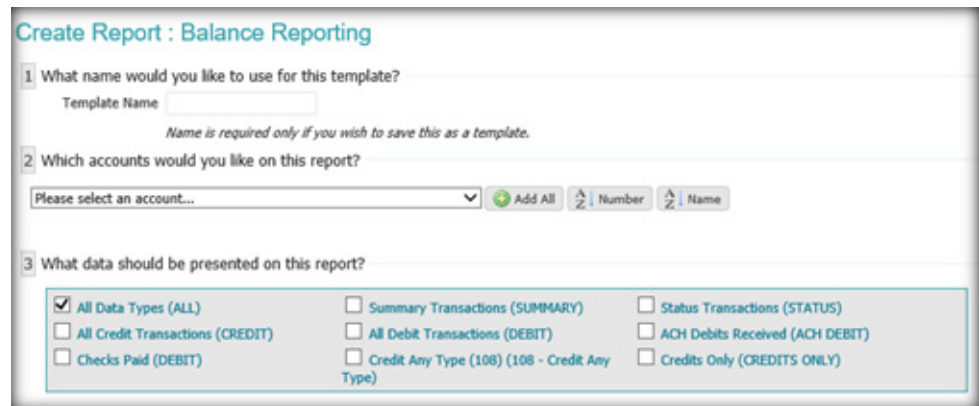 Create Report : Balance Reporting
1 What name would you like to use for this template?
Template Name
Name is required only if you wish to save this as a template.
2 Which accounts would you like on this report?
Please select an account... Add All A Z Number A Z Name
3 What data should be presented on this report?
All Data Types (ALL) Summary Transactions (SUMMARY) Status Transactions (STATUS)
All Credit Transactions (CREDIT) All Debit Transactions (DEBIT) ACH Debits Received (ACH DEBIT)
Checks Paid (DEBIT) Credit Any Type (108) (108 - Credit Any Credits Only (CREDITS ONLY)
Type)